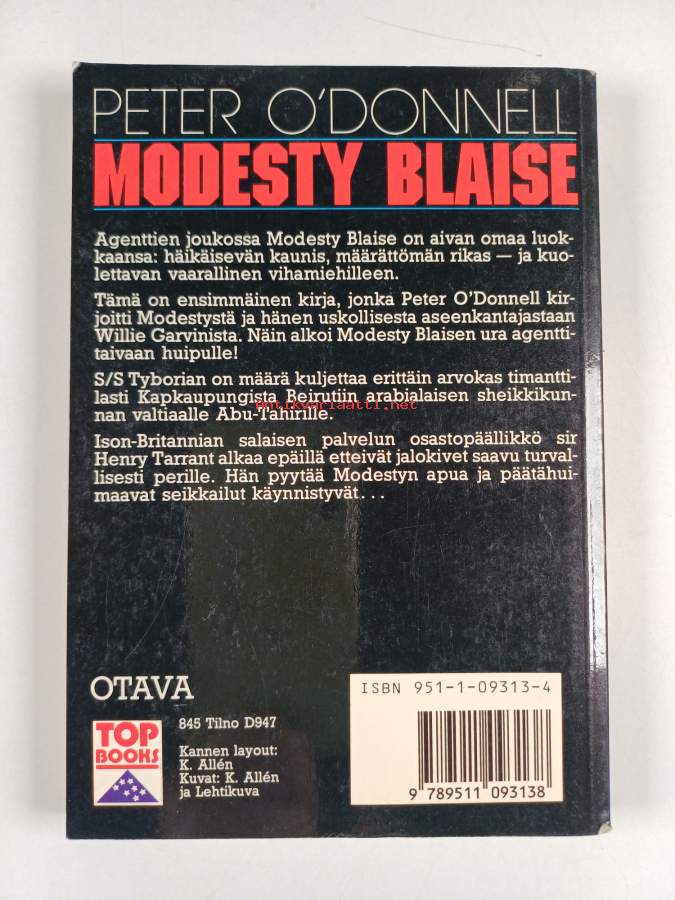 PETER O'DONNELL
MODESTY BLAISE
Agenttien joukossa Modesty Blaise on aivan omaa luok-
kaansa: häikäisevän kaunis, määrättömän rikas — ja kuo-
lettavan vaarallinen vihamiehilleen.
Tämä on ensimmäinen kirja, jonka Peter O'Donnell kir-
joitti Modestystä ja hänen uskollisesta aseenkantajastaan
Willie Garvinista. Näin alkoi Modesty Blaisen ura agentti-
taivaan huipulle!
S/S Tyborian on määrä kuljettaa erittäin arvokas timantti-
lasti Kapkaupungista Beirutiin arabialaisen sheikkikun-
nan valtiaalle Abu-Tahirille.
antikvariaatti.net
Ison-Britannian salaisen palvelun osastopäällikkö sir
Henry Tarrant alkaa epäillä etteivät jalokivet saavu turval-
lisesti perille. Hän pyytää Modestyn apua ja päätähui-
maavat seikkailut käynnistyvät...
OTAVA
TOP
BOOKS
845 Tilno D947
Kannen layout:
K. Allén
Kuvat: K. Allén
ja Lehtikuva
ISBN 951-1-09313-4
9 789511 093138